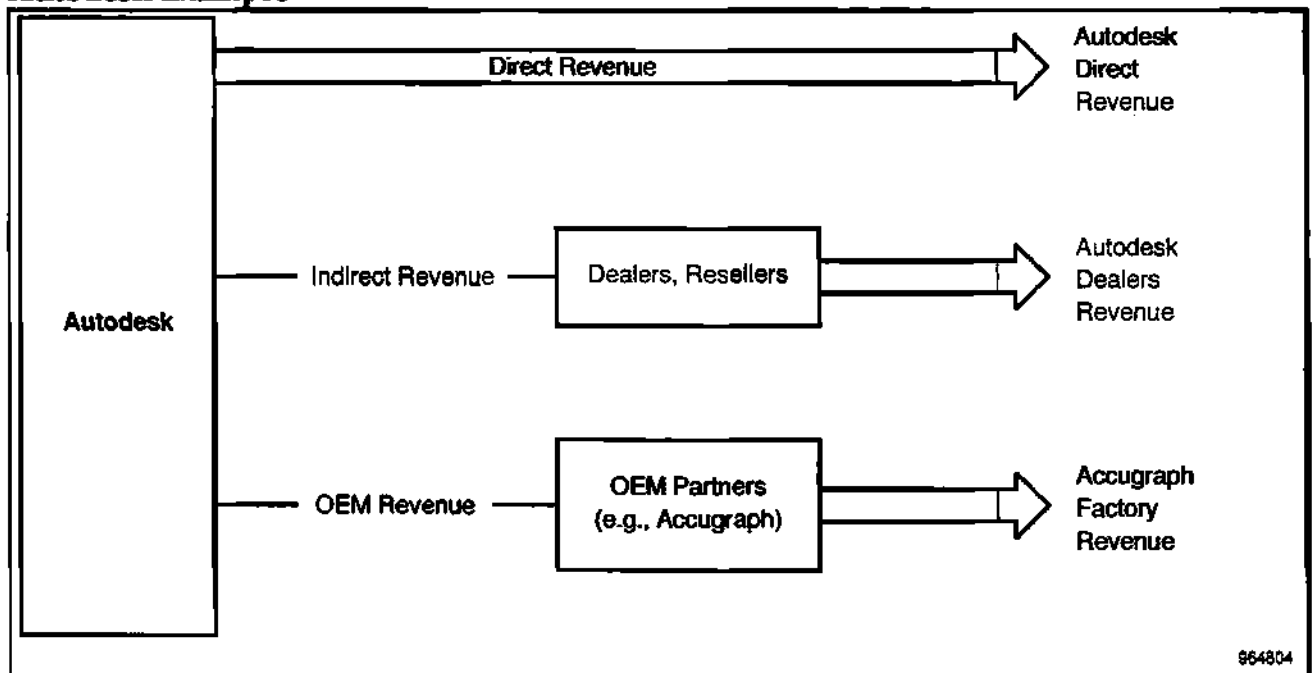 Autodesk
Direct Revenue
Autodesk
Direct
Revenue
Indirect Revenue
Dealers, Resellers
Autodesk
Dealers
Revenue
OEM Revenue
OEM Partners
(e.g., Accugraph)
Accugraph
Factory
Revenue
964804